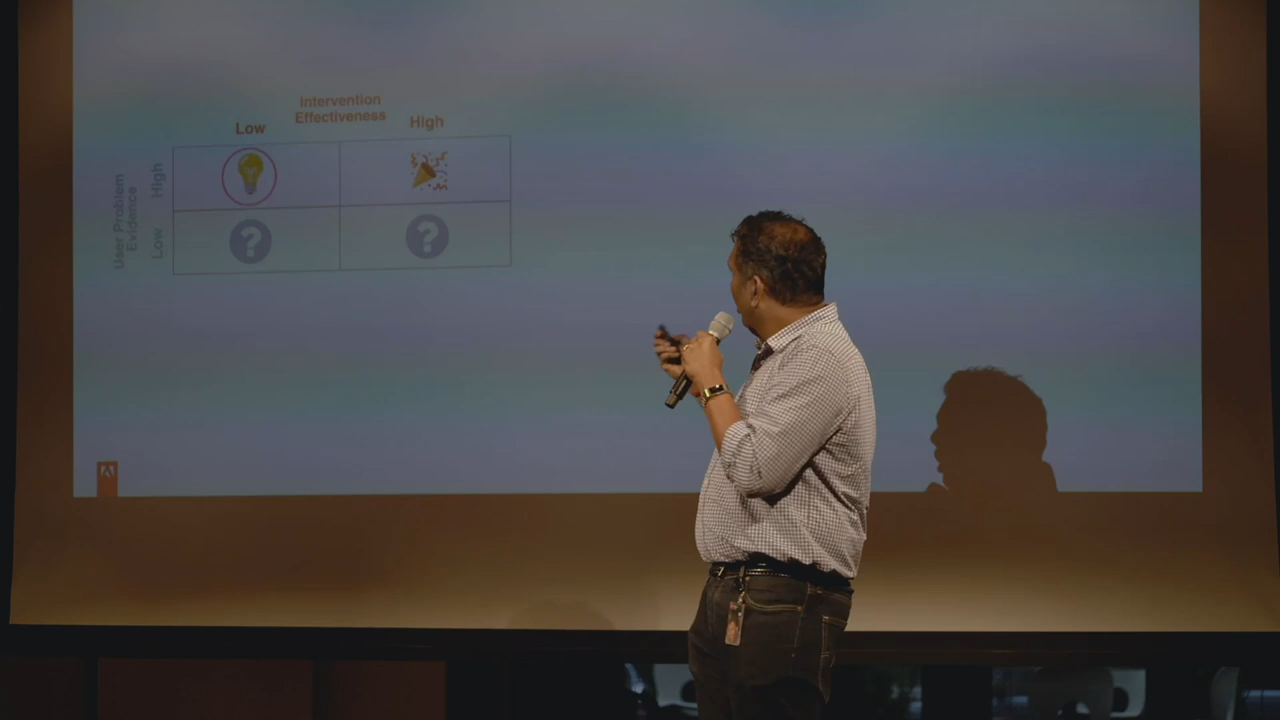 Intervention
Effectiveness
Low
High
User Problem
Evidence
High
Low
?
?